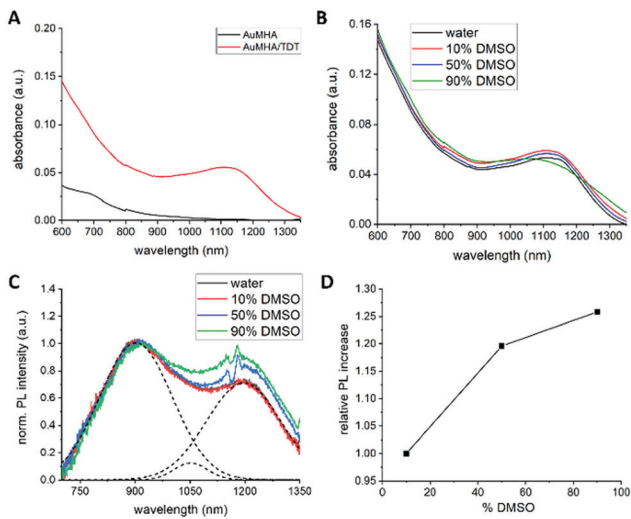 A
AuMHA
AuMHA/TDT
absorbance (a.u.)
0.20
0.15
0.10
0.05
0.00
600 700 800 900 1000 1100 1200 1300
wavelength (nm)
B
water
10% DMSO
50% DMSO
90% DMSO
absorbance (a.u.)
0.16
0.12
0.08
0.04
0.00
600 700 800 900 1000 1100 1200 1300
wavelength (nm)
C
water
10% DMSO
50% DMSO
90% DMSO
norm. PL intensity (a.u.)
1.4
1.2
1.0
0.8
0.6
0.4
0.2
0.0
750 900 1050 1200 1350
wavelength (nm)
D
relative PL increase
1.30
1.25
1.20
1.15
1.10
1.05
1.00
0.95
0 20 40 60 80 100
% DMSO